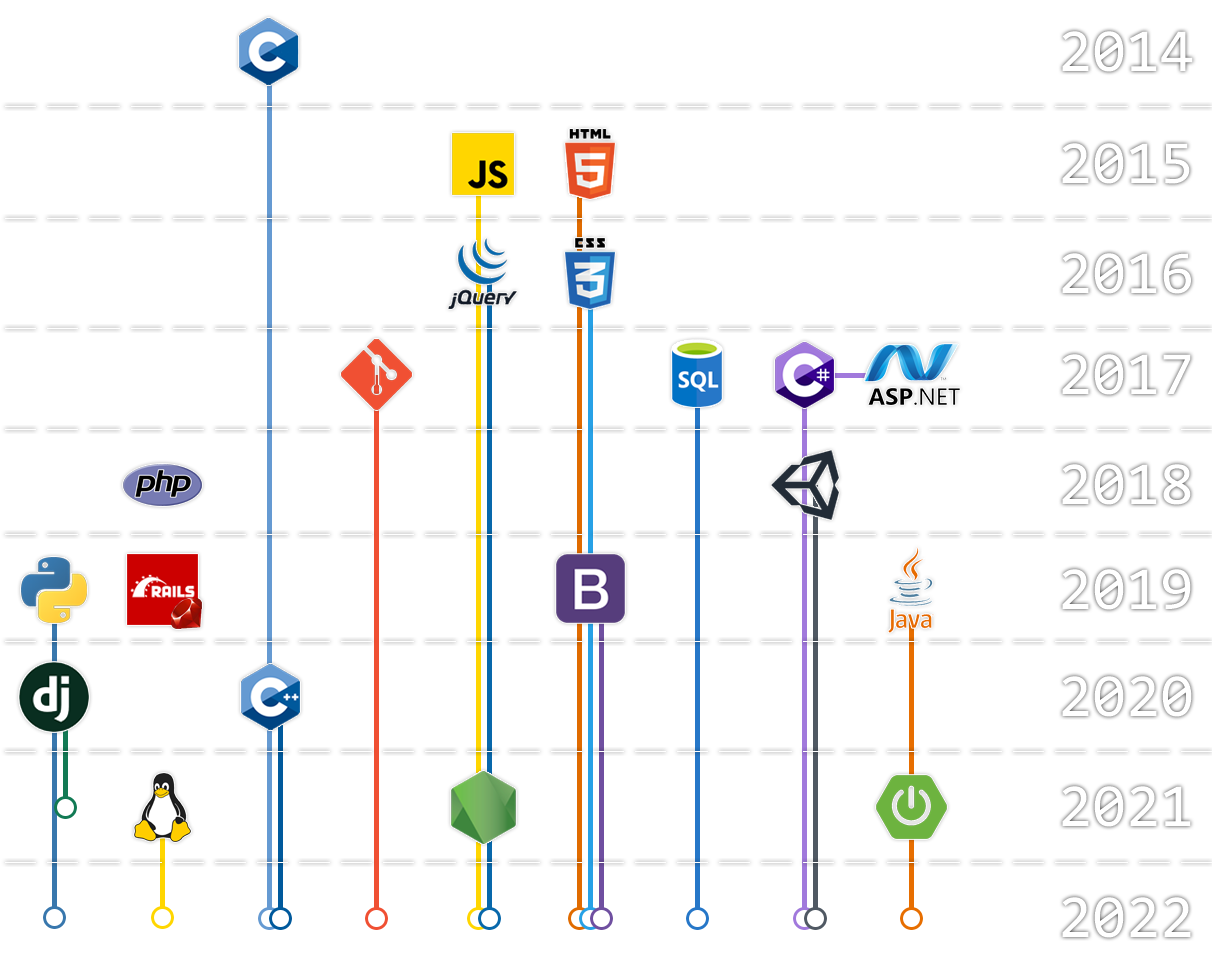 C
2014
JS
HTML
5
2015
jQuery
CSS
3
2016
SQL
C#
ASP.NET
™
2017
php
2018
RAILS
B
Java
2019
dj
C++
2020
2021
2022